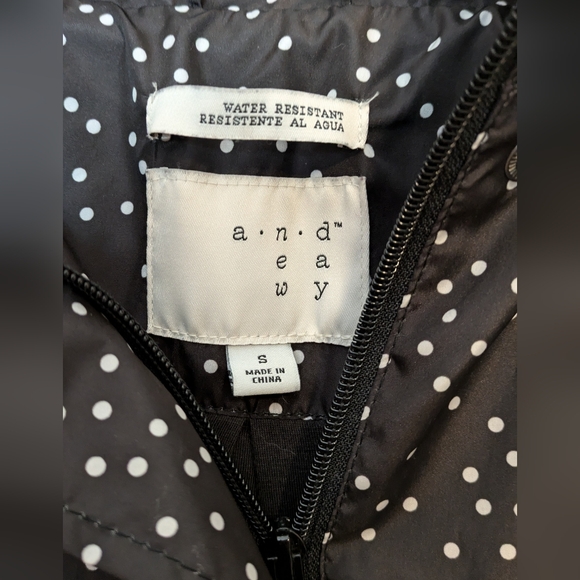 WATER RESISTANT
RESISTENTE AL AGUA
a·n·d™
e a
w y
S
MADE IN
CHINA